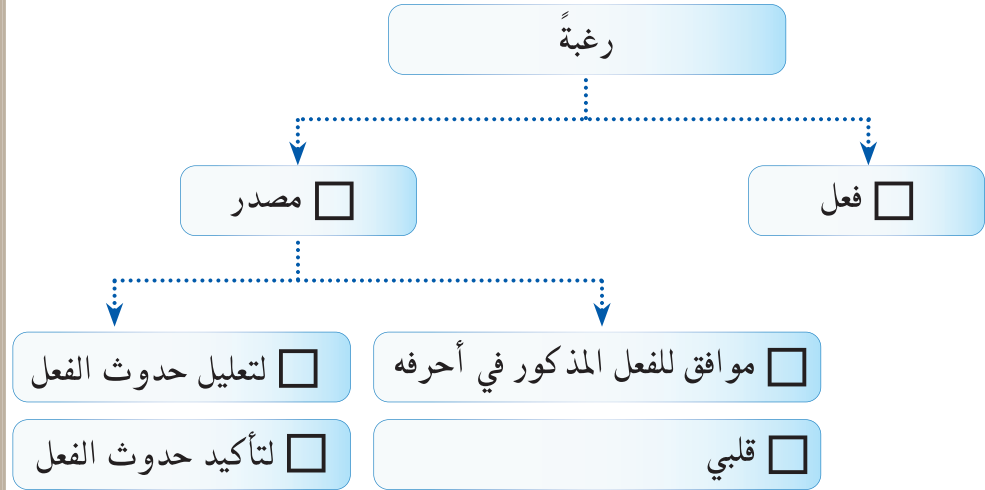 رغبةً
فعل
مصدر
موافق للفعل المذكور في أحرفه
لتعليل حدوث الفعل
قلبي
لتأكيد حدوث الفعل